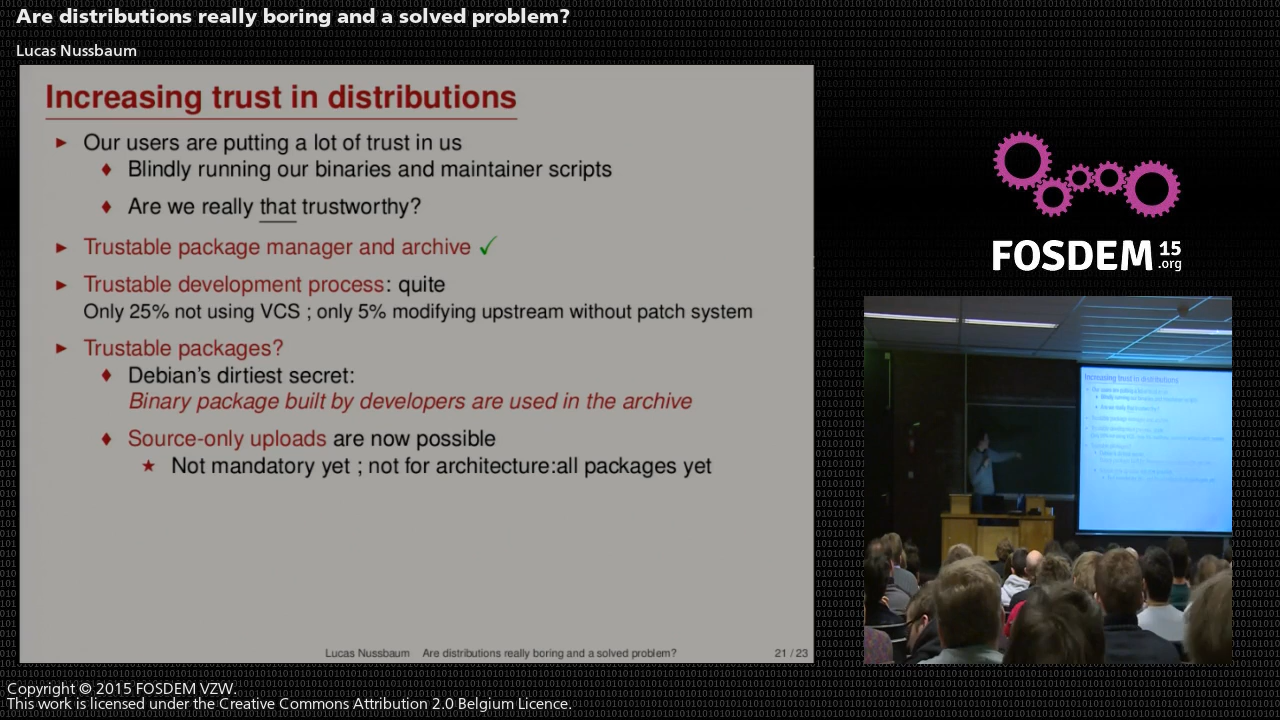 Are distributions really boring and a solved problem?
Lucas Nussbaum
Increasing trust in distributions
► Our users are putting a lot of trust in us
♦ Blindly running our binaries and maintainer scripts
♦ Are we really that trustworthy?
► Trustable package manager and archive ✓
► Trustable development process: quite
Only 25% not using VCS ; only 5% modifying upstream without patch system
► Trustable packages?
♦ Debian's dirtiest secret:
Binary package built by developers are used in the archive
♦ Source-only uploads are now possible
★ Not mandatory yet ; not for architecture:all packages yet
Lucas Nussbaum Are distributions really boring and a solved problem? 21 / 23
FOSDEM 15 .org
Increasing trust in distributions
Copyright © 2015 FOSDEM VZW.
This work is licensed under the Creative Commons Attribution 2.0 Belgium Licence.